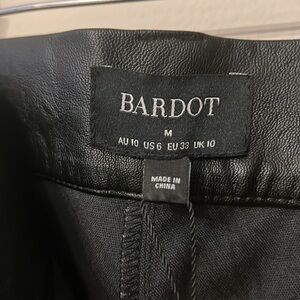 BARDOT
M
AU 10 US 6 EU 38 UK 10
MADE IN
CHINA